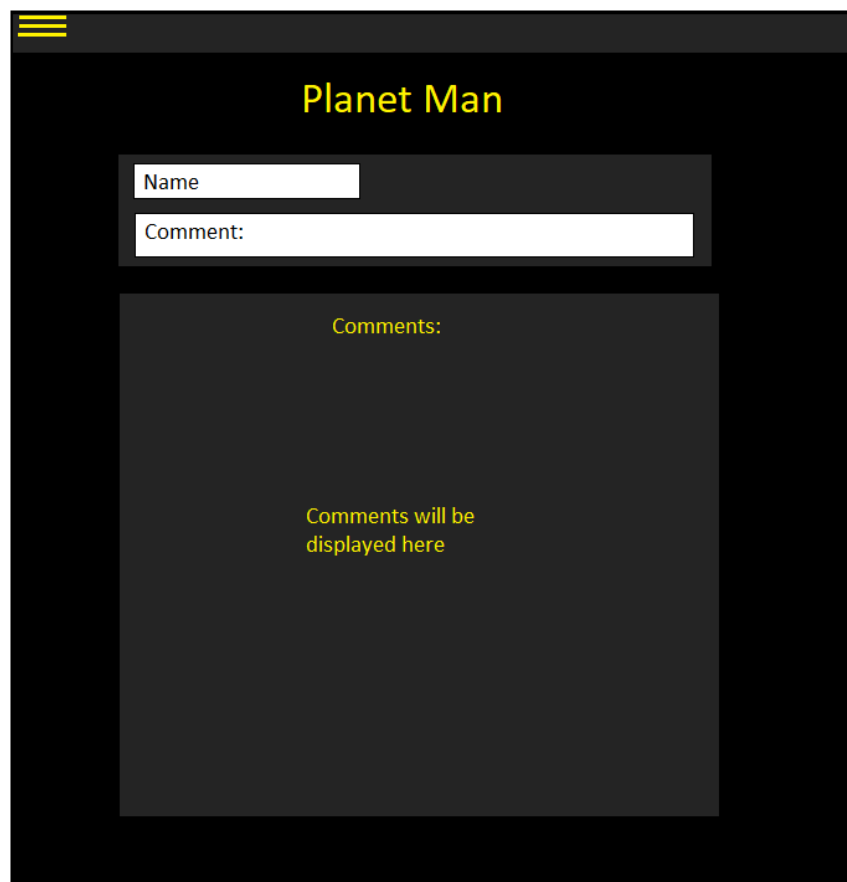 Planet Man
Name
Comment:
Comments:
Comments will be
displayed here